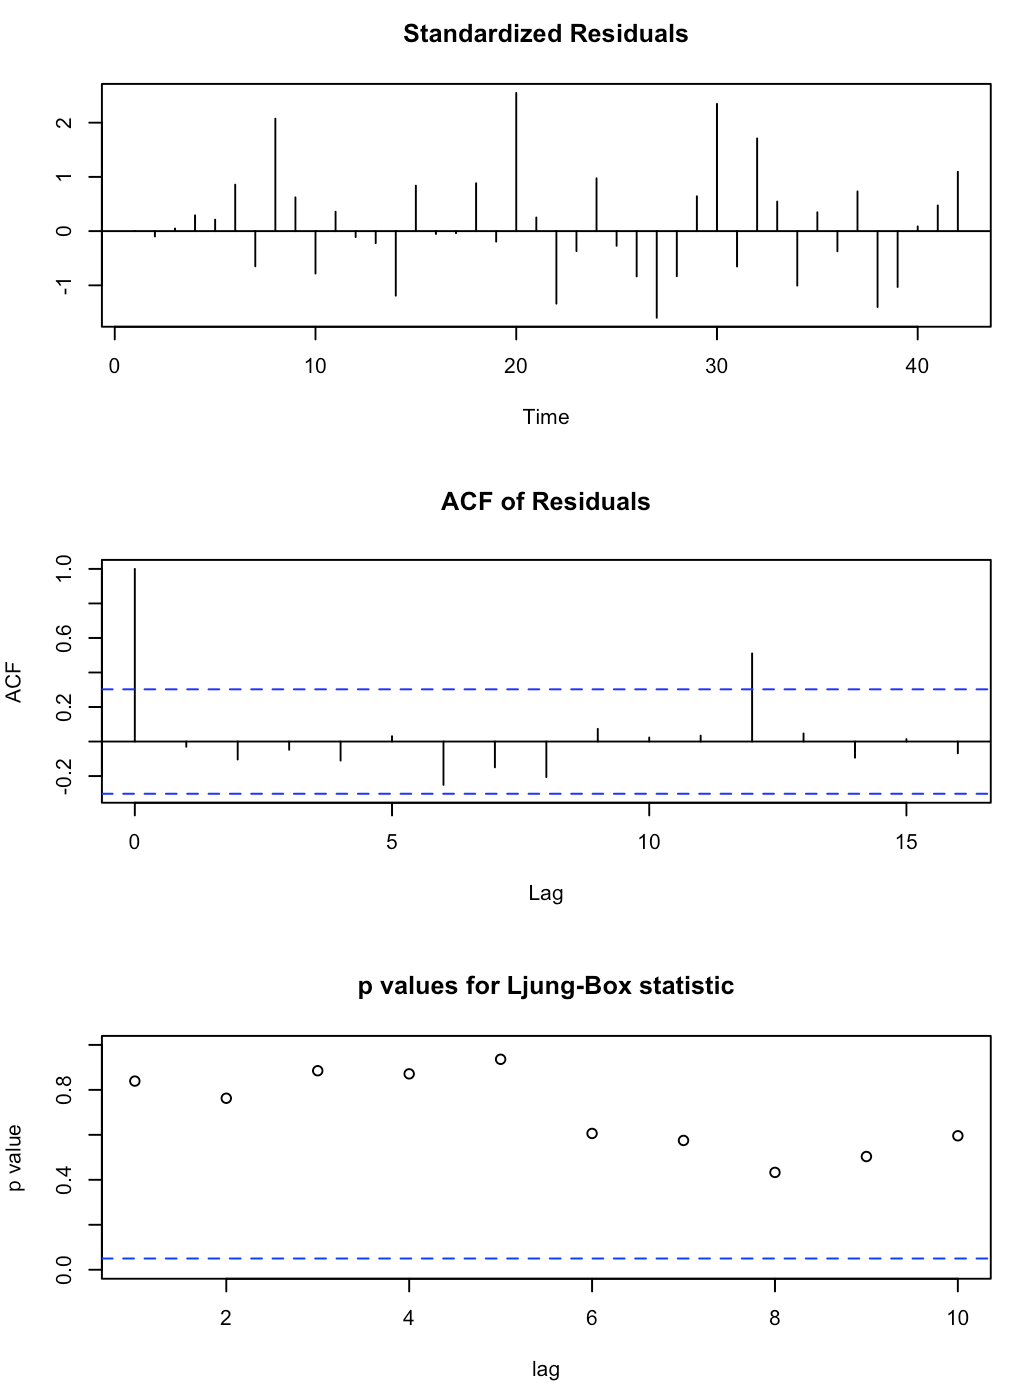 Standardized Residuals
2
1
0
-1
0 10 20 30 40
Time
ACF of Residuals
1.0
0.6
0.2
-0.2
ACF
0 5 10 15
Lag
p values for Ljung-Box statistic
0.8
0.4
0.0
p value
2 4 6 8 10
lag